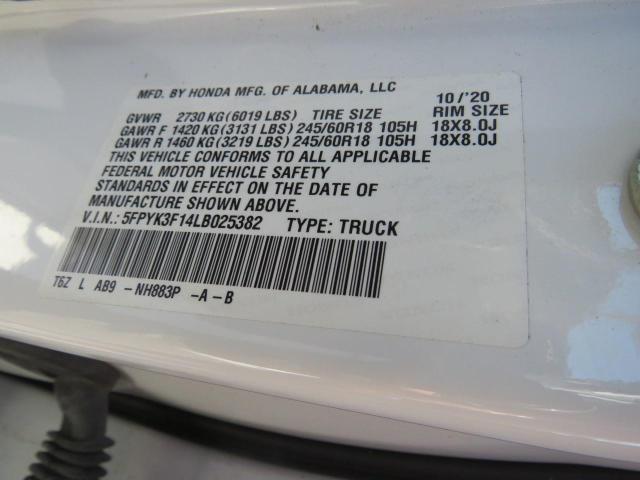 MFD. BY HONDA MFG. OF ALABAMA, LLC 10/'20
GVWR 2730 KG(6019 LBS) TIRE SIZE RIM SIZE
GAWR F 1420 KG(3131 LBS) 245/60R18 105H 18X8.0J
GAWR R 1460 KG(3219 LBS) 245/60R18 105H 18X8.0J
THIS VEHICLE CONFORMS TO ALL APPLICABLE
FEDERAL MOTOR VEHICLE SAFETY
STANDARDS IN EFFECT ON THE DATE OF
MANUFACTURE SHOWN ABOVE.
V.I.N.: 5FPYK3F14LB025382 TYPE: TRUCK
T6Z L AB9 -NH883P -A-B